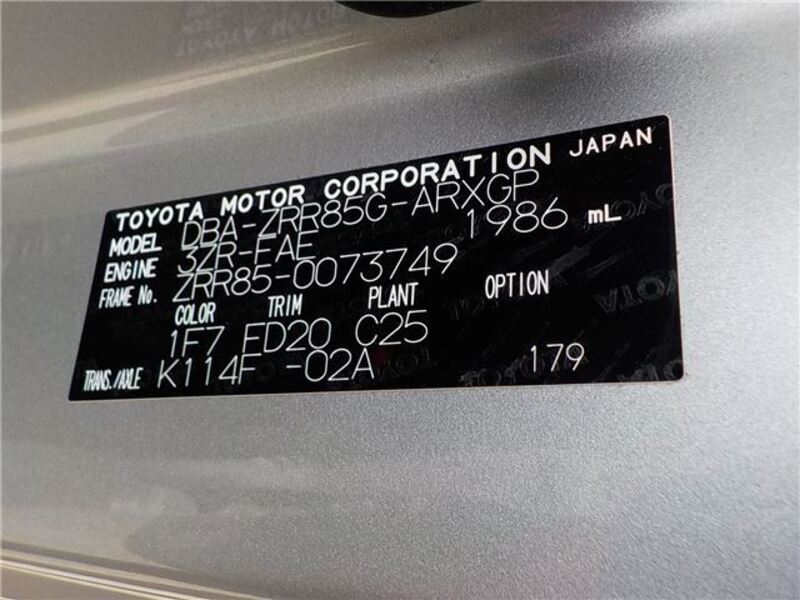 TOYOTA MOTOR CORPORATION JAPAN
MODEL DBA-ZRR85G-ARXGP
ENGINE 3ZR-FAE 1986 mL
FRAME No. ZRR85-0073749
COLOR TRIM PLANT OPTION
1F7 FD20 C25
TRANS./AXLE K114F -02A 179